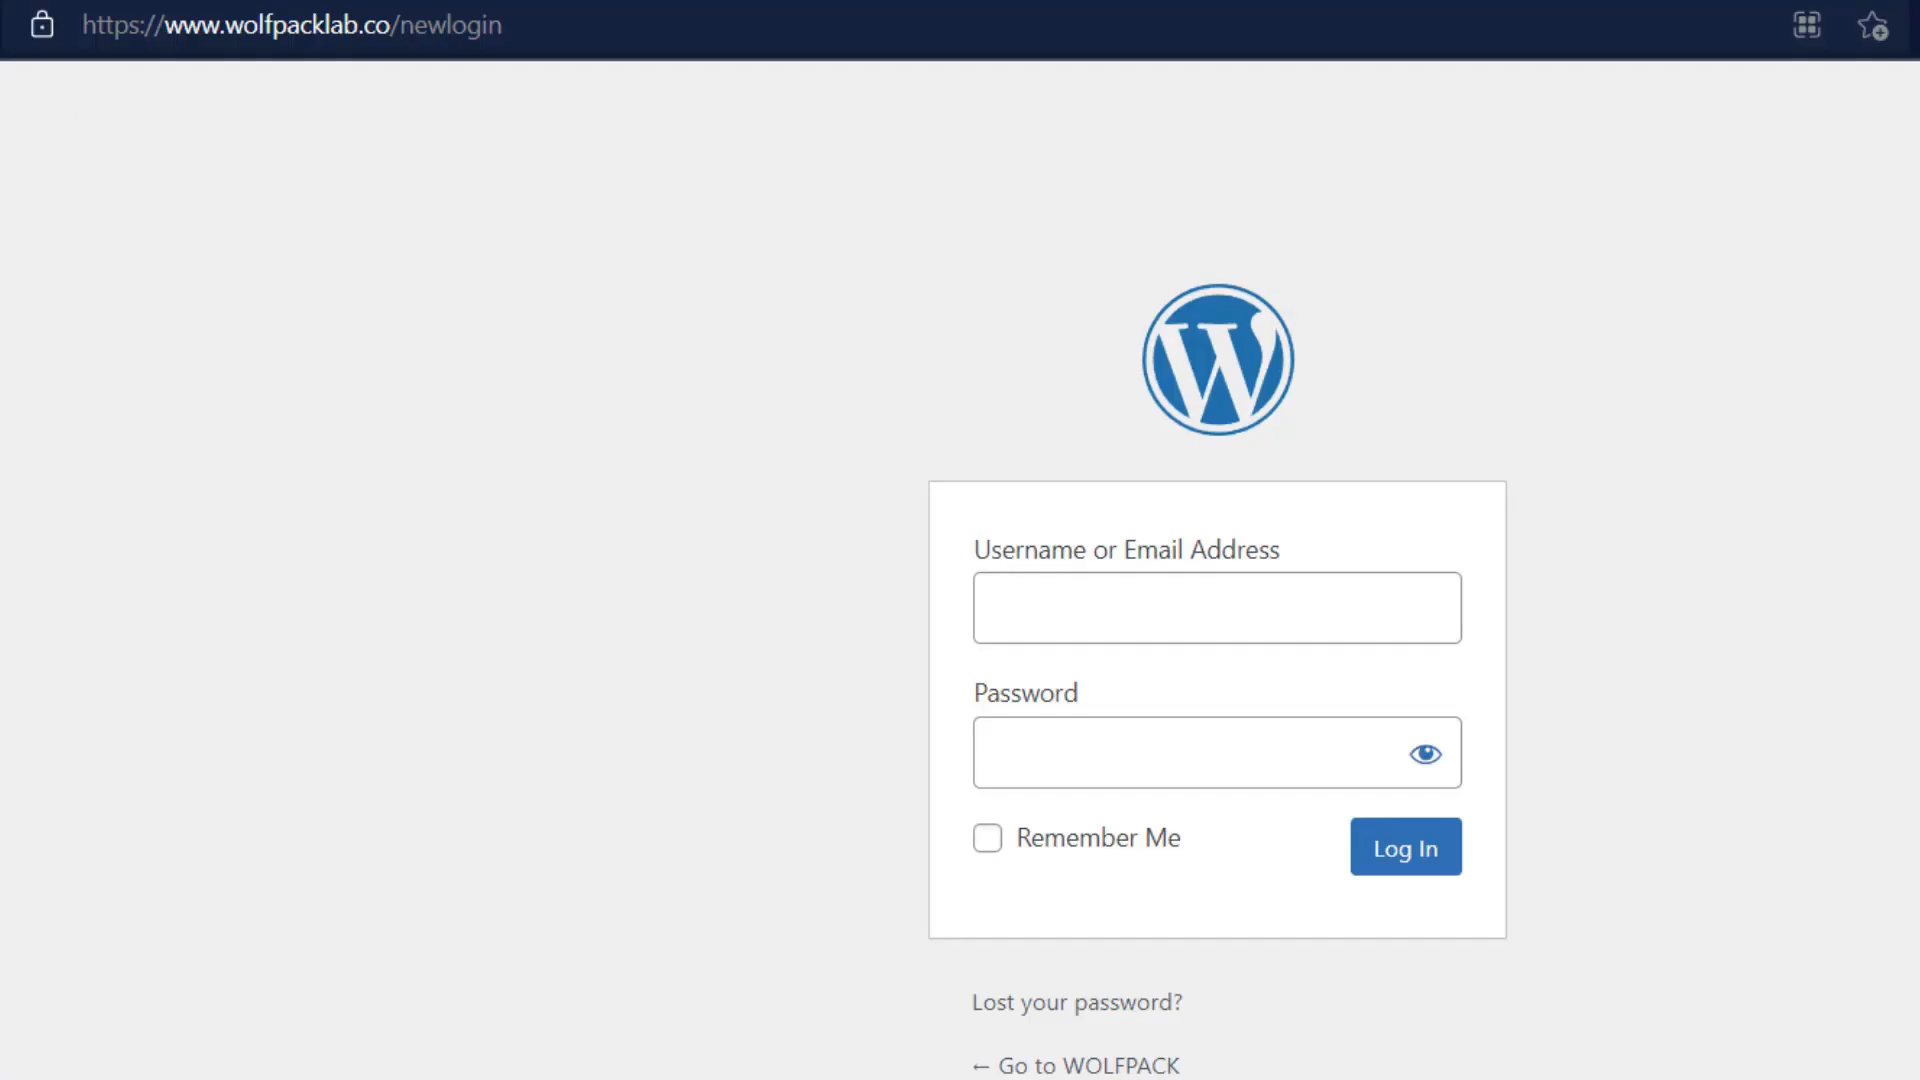 https://www.wolfpacklab.co/newlogin
Username or Email Address
Password
Remember Me
Log In
Lost your password?
← Go to WOLFPACK